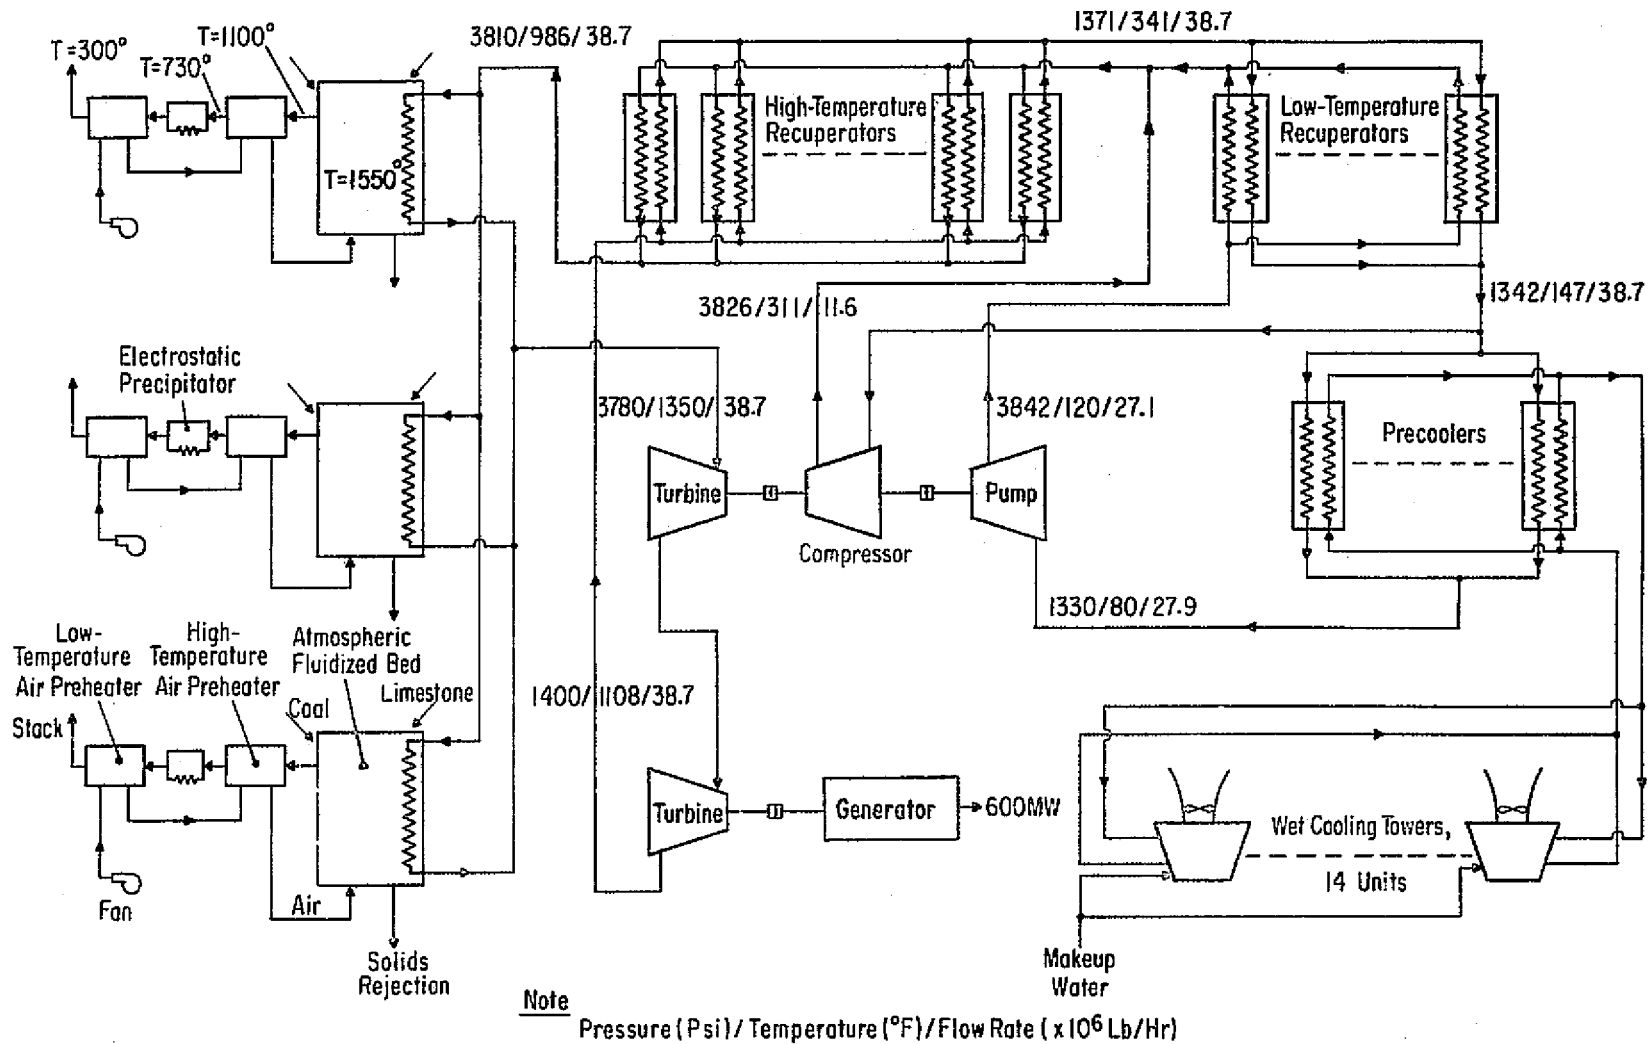 T=300°
T=730°
T=1100°
3810/986/38.7
1371/341/38.7
High-Temperature
Recuperators
Low-Temperature
Recuperators
T=1550°
3826/311/11.6
1342/147/38.7
Electrostatic
Precipitator
3780/1350/38.7
3842/120/27.1
Precoolers
Turbine
Pump
Compressor
1330/80/27.9
Low-
Temperature
Air Preheater
High-
Temperature
Air Preheater
Atmospheric
Fluidized Bed
Limestone
Coal
1400/1108/38.7
Stack
Turbine
Generator
600MW
Wet Cooling Towers,
14 Units
Fan
Air
Solids
Rejection
Makeup
Water
Note
Pressure (Psi)/Temperature (°F)/Flow Rate (x10⁶ Lb/Hr)